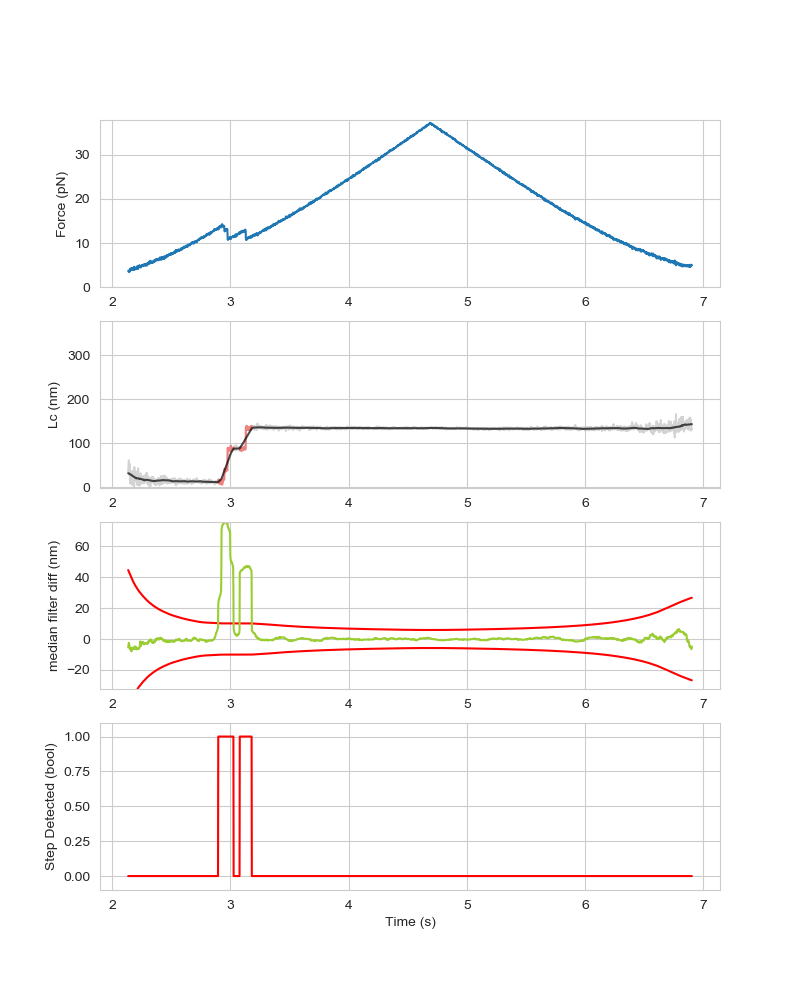 30
20
10
0
Force (pN)
2 3 4 5 6 7
300
200
100
0
Lc (nm)
2 3 4 5 6 7
60
40
20
0
−20
median filter diff (nm)
2 3 4 5 6 7
1.00
0.75
0.50
0.25
0.00
Step Detected (bool)
2 3 4 5 6 7
Time (s)